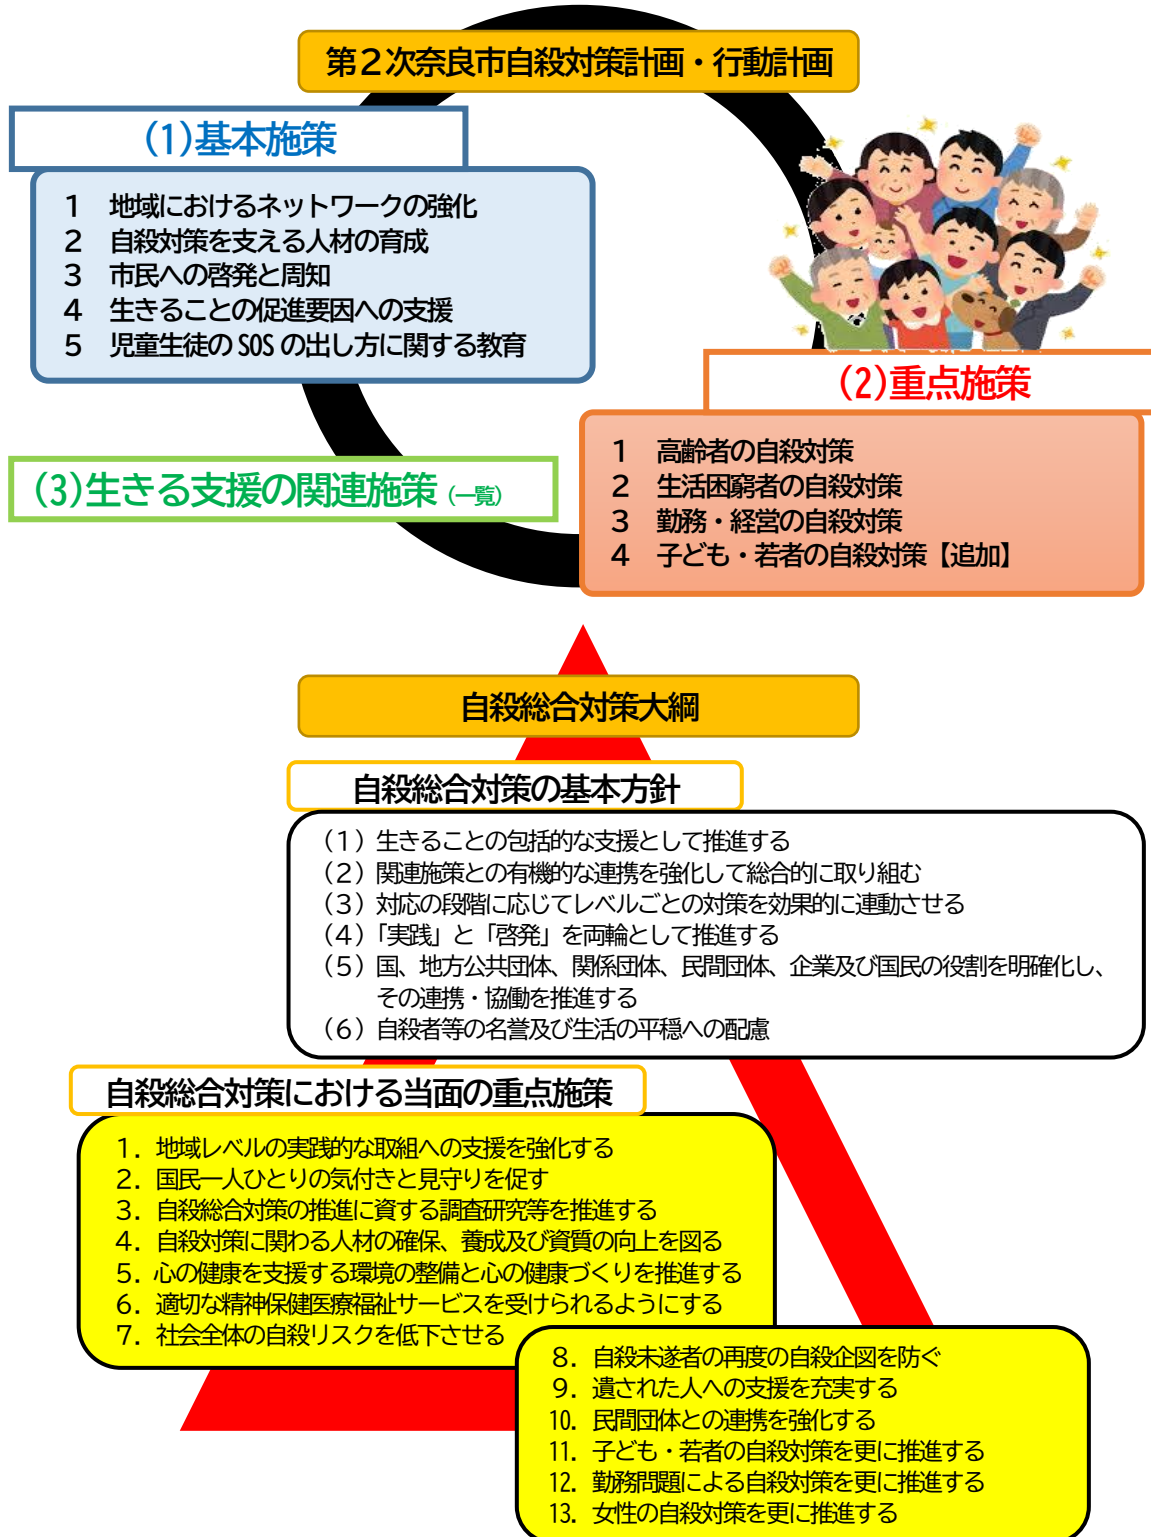 第２次奈良市自殺対策計画・行動計画
(1)基本施策
１ 地域におけるネットワークの強化
２ 自殺対策を支える人材の育成
３ 市民への啓発と周知
４ 生きることの促進要因への支援
５ 児童生徒の SOS の出し方に関する教育
(2)重点施策
１ 高齢者の自殺対策
２ 生活困窮者の自殺対策
３ 勤務・経営の自殺対策
４ 子ども・若者の自殺対策【追加】
(3)生きる支援の関連施策 (一覧)
自殺総合対策大綱
自殺総合対策の基本方針
（１）生きることの包括的な支援として推進する
（２）関連施策との有機的な連携を強化して総合的に取り組む
（３）対応の段階に応じてレベルごとの対策を効果的に連動させる
（４）「実践」と「啓発」を両輪として推進する
（５）国、地方公共団体、関係団体、民間団体、企業及び国民の役割を明確化し、
その連携・協働を推進する
（６）自殺者等の名誉及び生活の平穏への配慮
自殺総合対策における当面の重点施策
１．地域レベルの実践的な取組への支援を強化する
２．国民一人ひとりの気付きと見守りを促す
３．自殺総合対策の推進に資する調査研究等を推進する
４．自殺対策に関わる人材の確保、養成及び資質の向上を図る
５．心の健康を支援する環境の整備と心の健康づくりを推進する
６．適切な精神保健医療福祉サービスを受けられるようにする
７．社会全体の自殺リスクを低下させる
８．自殺未遂者の再度の自殺企図を防ぐ
９．遺された人への支援を充実する
10．民間団体との連携を強化する
11．子ども・若者の自殺対策を更に推進する
12．勤務問題による自殺対策を更に推進する
13．女性の自殺対策を更に推進する